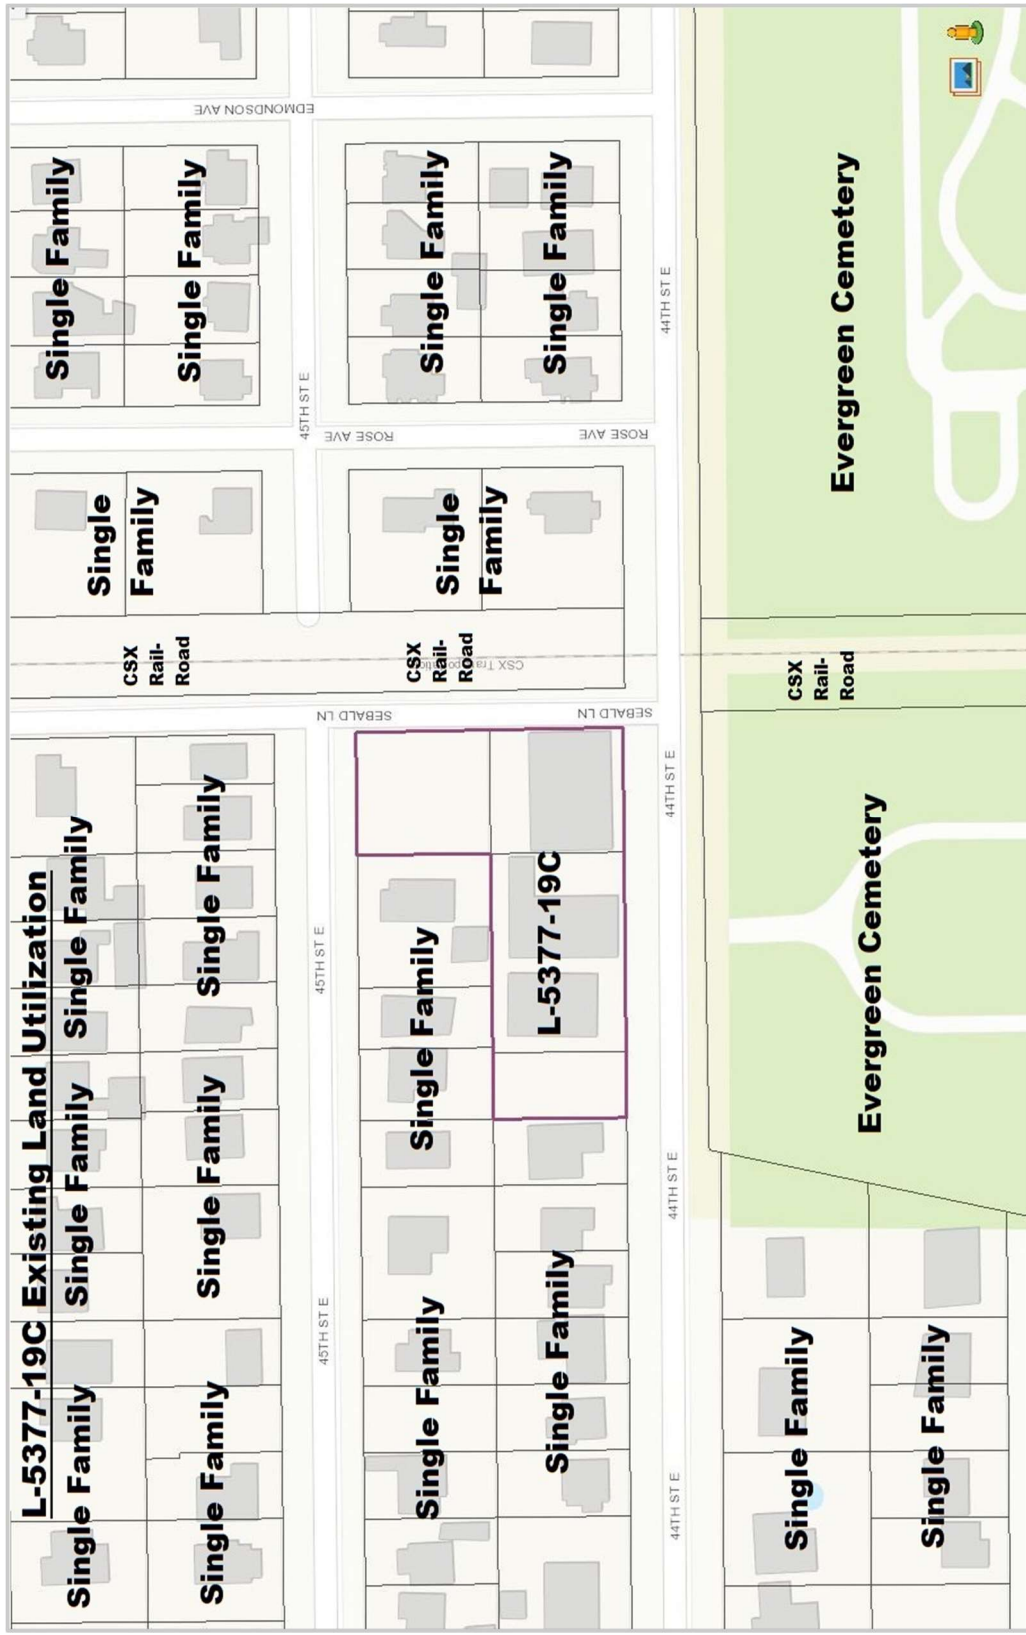 L-5377-19C Existing Land Utilization
Single Family
Single Family
Single Family
Single Family
Single
Family
CSX
Rail-
Road
Single Family
Single Family
Single Family
Single Family
EDMONDSON AVE
45TH ST E
45TH ST E
45TH ST E
SEBALD LN
ROSE AVE
Single Family
Single Family
CSX
Rail-
Road
CSX Transportation
Single
Family
Single Family
Single Family
L-5377-19C
Single Family
SEBALD LN
ROSE AVE
44TH ST E
44TH ST E
44TH ST E
44TH ST E
Single Family
CSX
Rail-
Road
Evergreen Cemetery
Evergreen Cemetery
Single Family